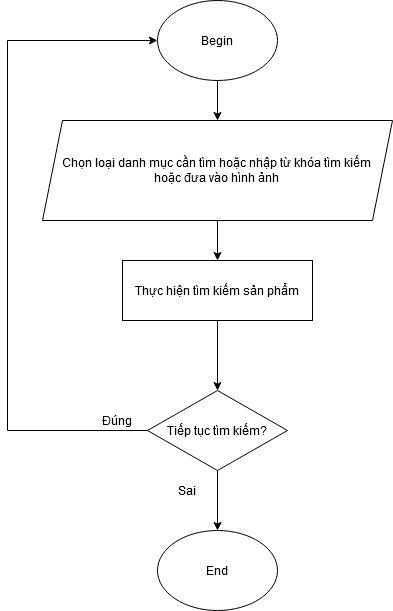 Begin
Chọn loại danh mục cần tìm hoặc nhập từ khóa tìm kiếm
hoặc đưa vào hình ảnh
Thực hiện tìm kiếm sản phẩm
Đúng
Tiếp tục tìm kiếm?
Sai
End